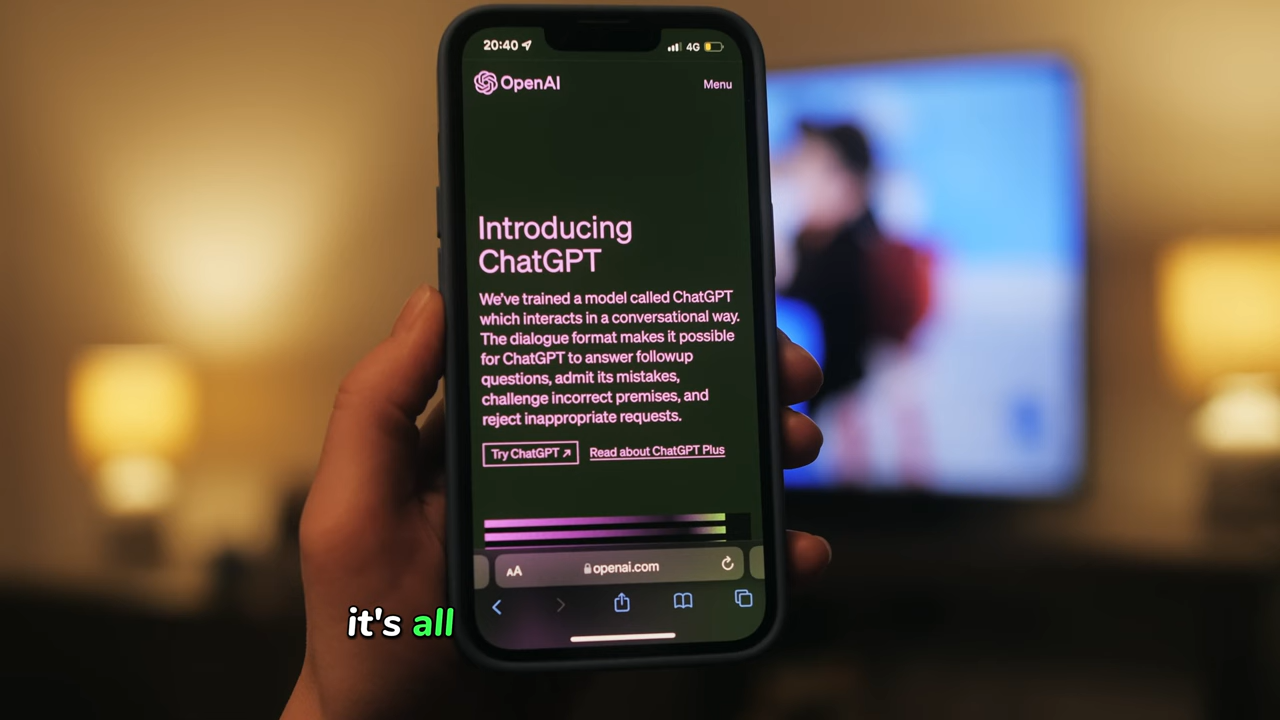 20:40
4G
OpenAI
Menu
Introducing
ChatGPT
We've trained a model called ChatGPT
which interacts in a conversational way.
The dialogue format makes it possible
for ChatGPT to answer followup
questions, admit its mistakes,
challenge incorrect premises, and
reject inappropriate requests.
Try ChatGPT ↗
Read about ChatGPT Plus
AA
openai.com
it's all